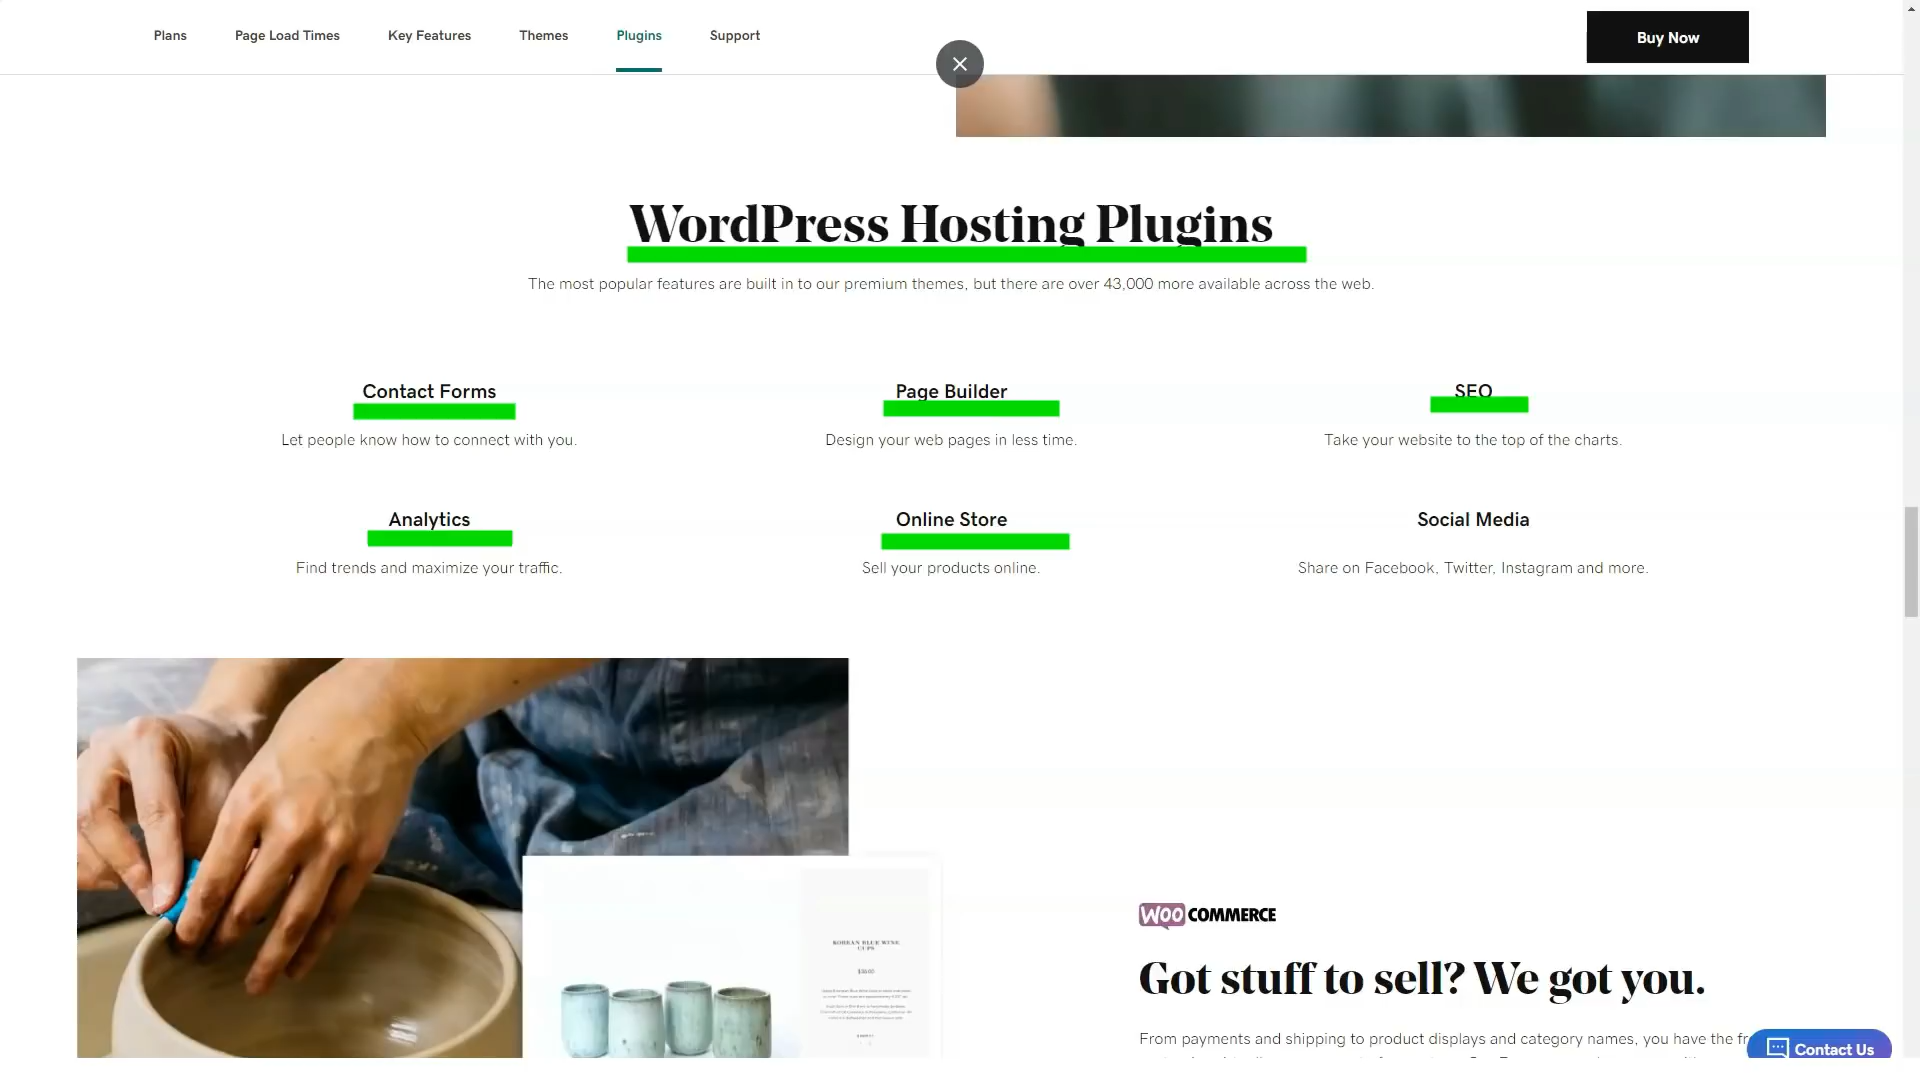 Plans Page Load Times Key Features Themes Plugins Support Buy Now
WordPress Hosting Plugins
The most popular features are built in to our premium themes, but there are over 43,000 more available across the web.
Contact Forms Page Builder SEO
Let people know how to connect with you. Design your web pages in less time. Take your website to the top of the charts.
Analytics Online Store Social Media
Find trends and maximize your traffic. Sell your products online. Share on Facebook, Twitter, Instagram and more.
KOREAN BLUE WINE
CUPS
WOO COMMERCE
Got stuff to sell? We got you.
From payments and shipping to product displays and category names, you have the
Contact Us